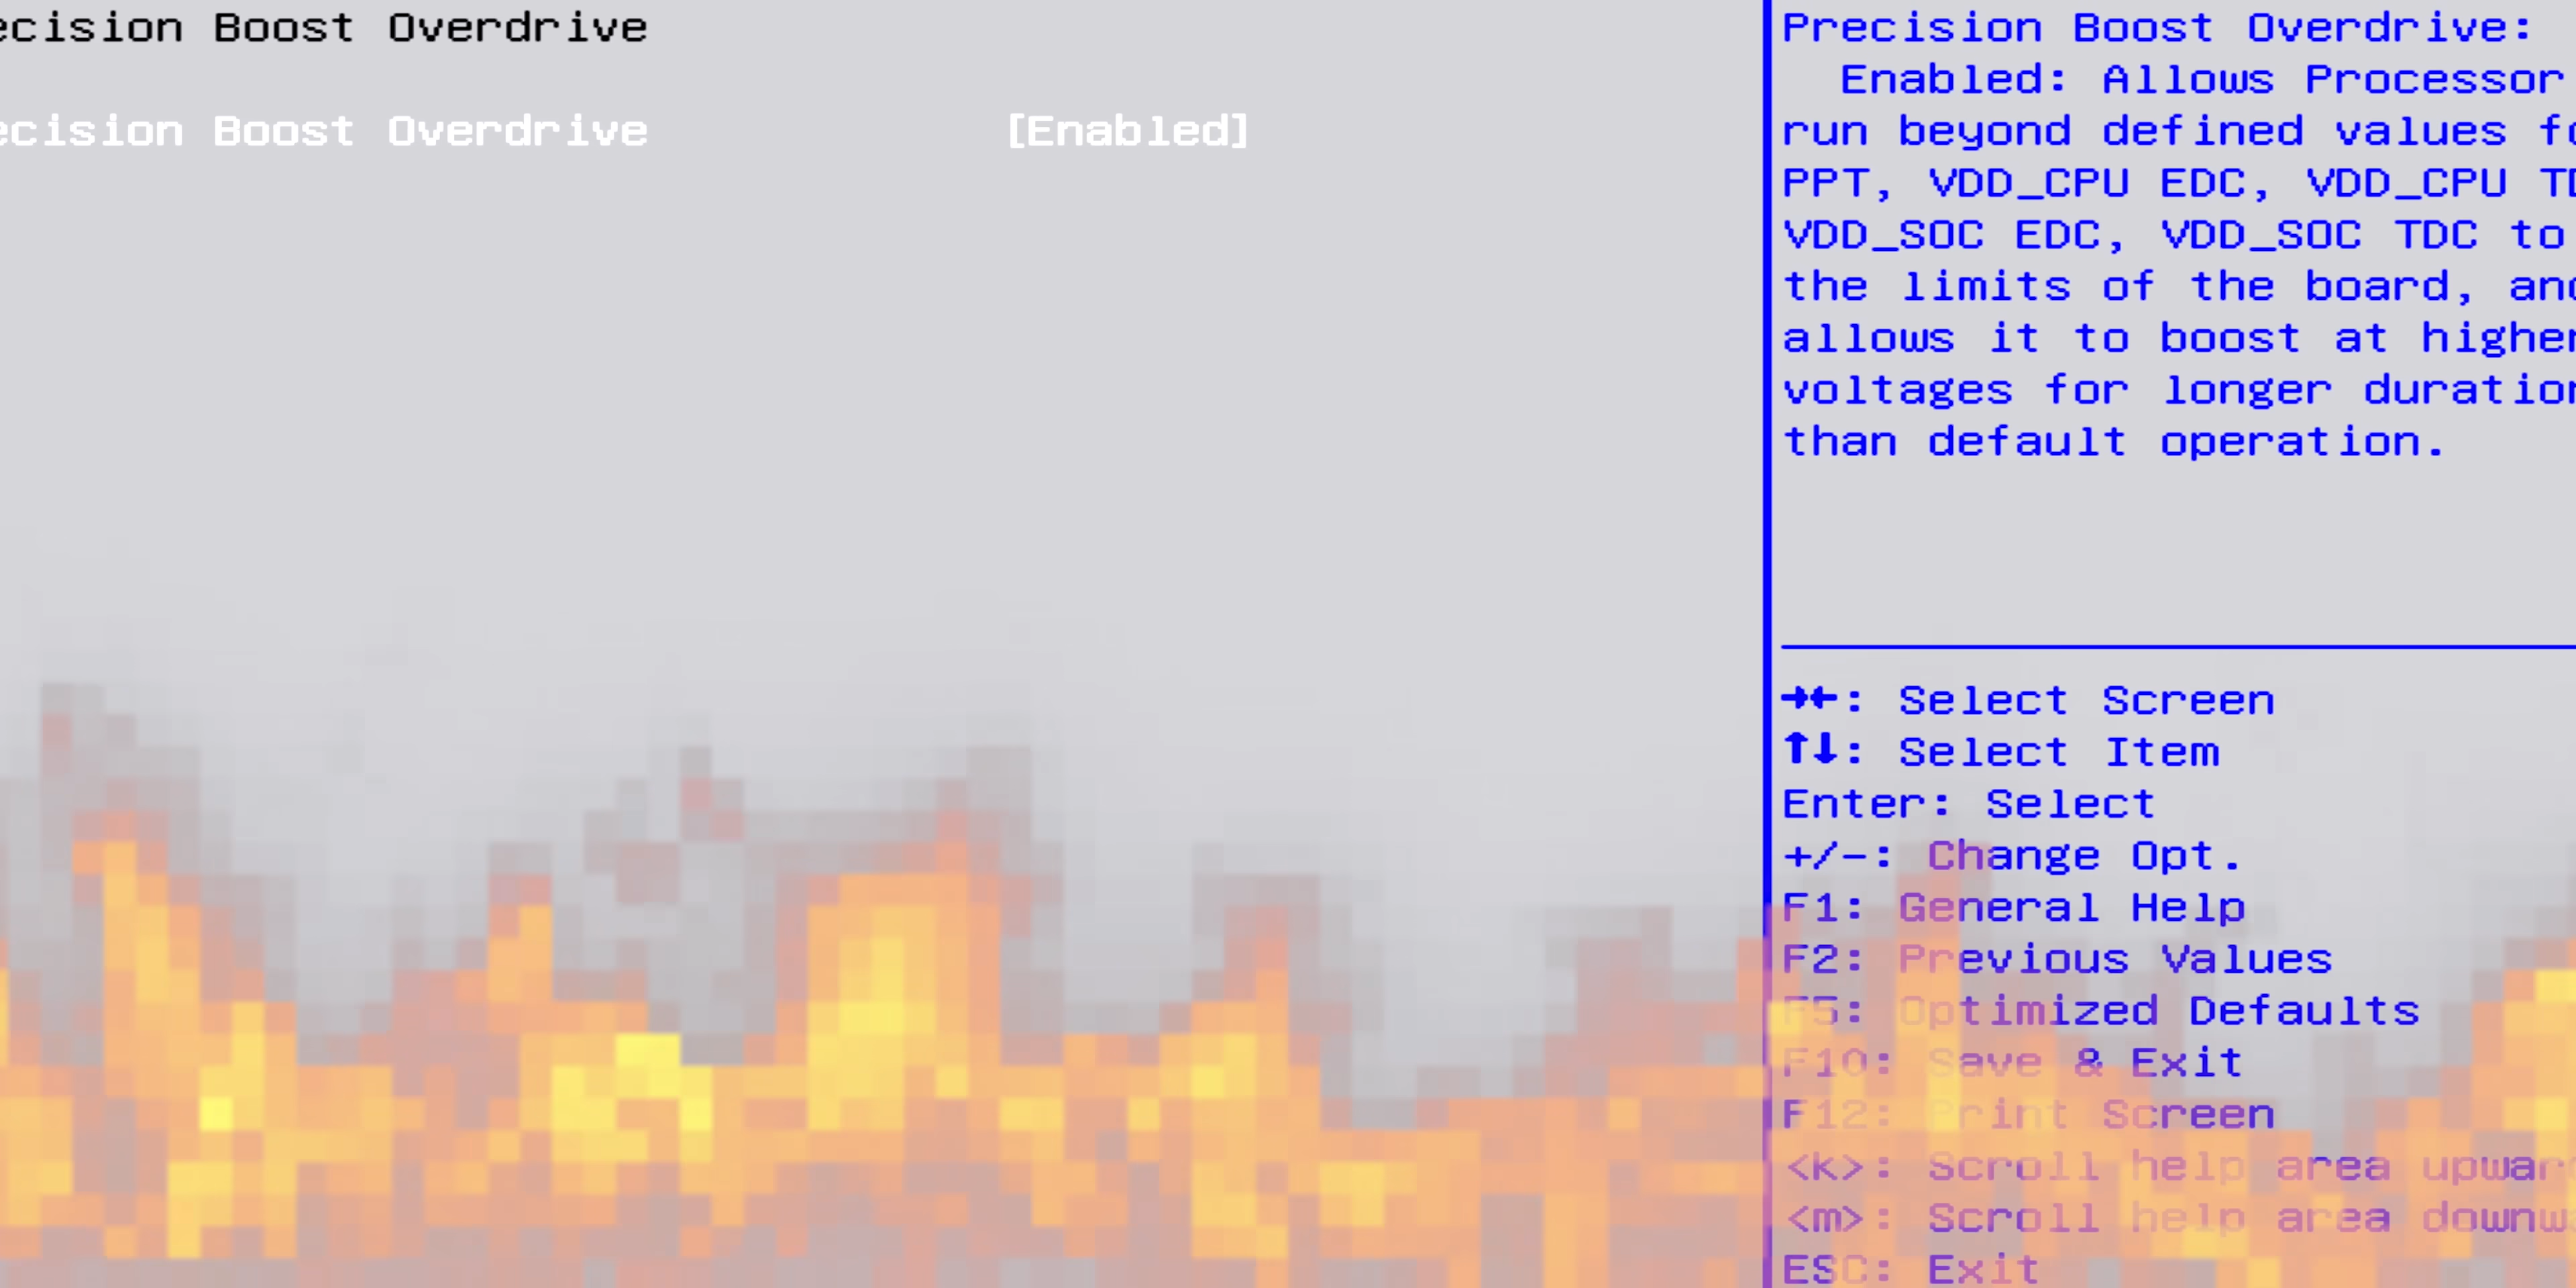 ecision Boost Overdrive
ecision Boost Overdrive [Enabled]
Precision Boost Overdrive:
Enabled: Allows Processor
run beyond defined values fo
PPT, VDD_CPU EDC, VDD_CPU TD
VDD_SOC EDC, VDD_SOC TDC to
the limits of the board, and
allows it to boost at higher
voltages for longer duration
than default operation.
→←: Select Screen
↑↓: Select Item
Enter: Select
+/-: Change Opt.
F1: General Help
F2: Previous Values
F5: Optimized Defaults
F10: Save & Exit
F12: Print Screen
<k>: Scroll help area upwar
<m>: Scroll help area downw
ESC: Exit